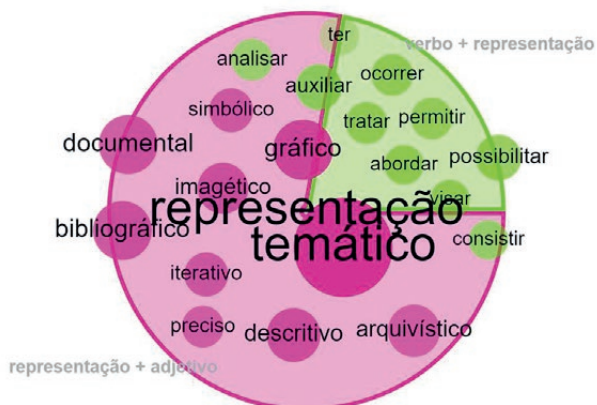 ter
verbo + representação
analisar
ocorrer
auxiliar
simbólico
tratar
permitir
documental
gráfico
abordar
possibilitar
imagético
visar
representação
bibliográfico
temático
consistir
iterativo
preciso
descritivo
arquivístico
representação + adjetivo